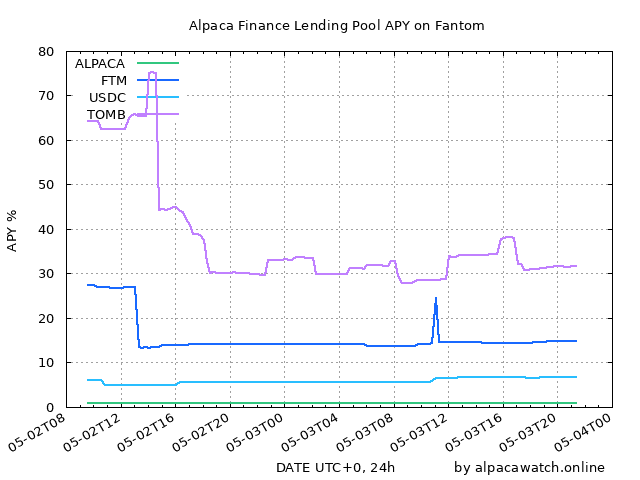 Alpaca Finance Lending Pool APY on Fantom
80
70
60
50
40
30
20
10
0
APY %
ALPACA
FTM
USDC
TOMB
05-02T08
05-02T12
05-02T16
05-02T20
05-03T00
05-03T04
05-03T08
05-03T12
05-03T16
05-03T20
05-04T00
DATE UTC+0, 24h
by alpacawatch.online